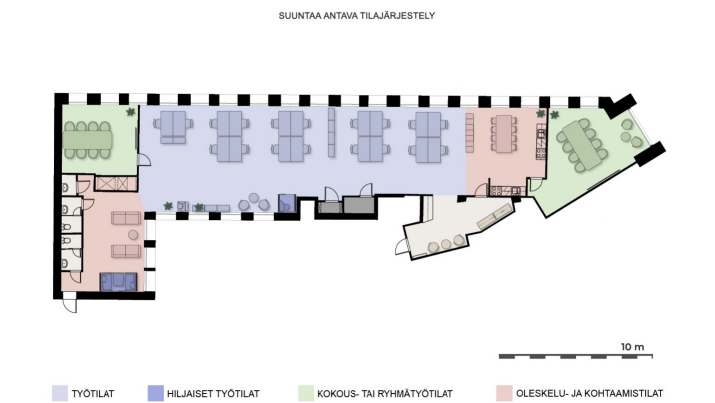 SUUNTAA ANTAVA TILAJÄRJESTELY
10 m
TYÖTILAT
HILJAISET TYÖTILAT
KOKOUS- TAI RYHMÄTYÖTILAT
OLESKELU- JA KOHTAAMISTILAT